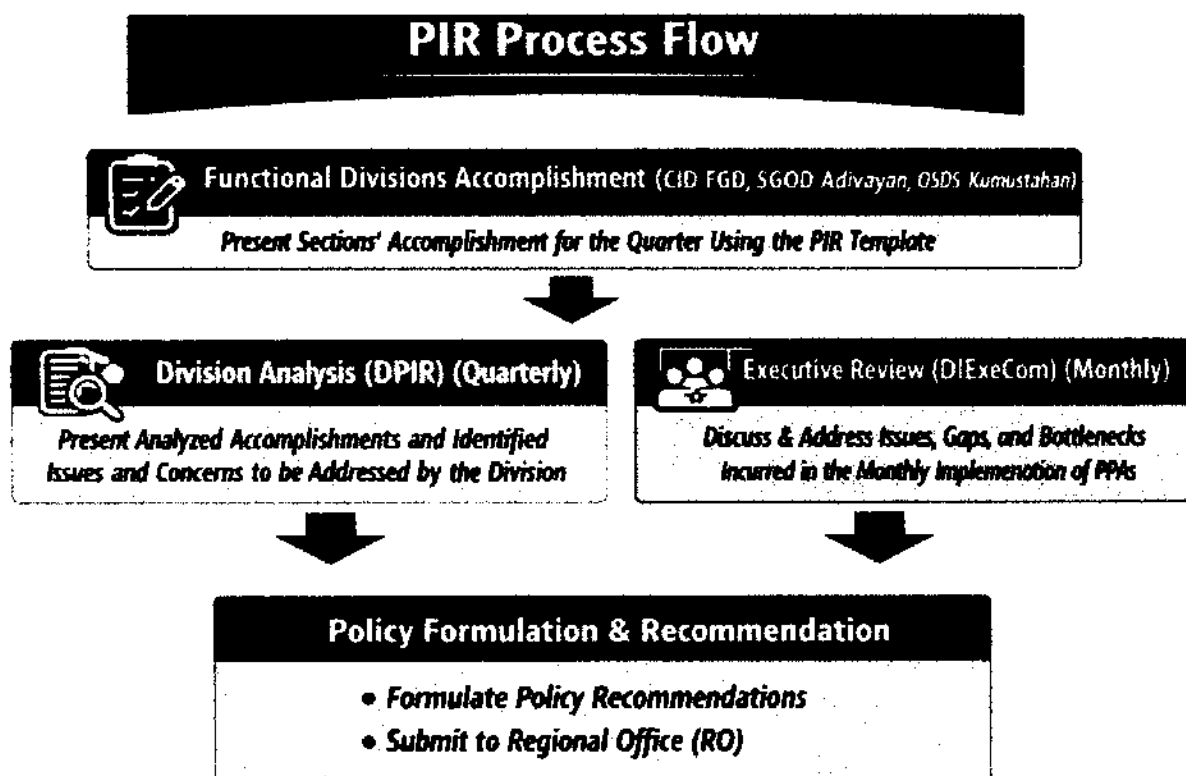 PIR Process Flow
Functional Divisions Accomplishment (CID FGD, SGOD Adivayan, OSDS Kumustahan)
Present Sections' Accomplishment for the Quarter Using the PIR Template
Division Analysis (DPIR) (Quarterly)
Present Analyzed Accomplishments and Identified
Issues and Concerns to be Addressed by the Division
Executive Review (DIExeCom) (Monthly)
Discuss & Address Issues, Gaps, and Bottlenecks
Incurred in the Monthly Implemenation of PPAs
Policy Formulation & Recommendation
• Formulate Policy Recommendations
• Submit to Regional Office (RO)